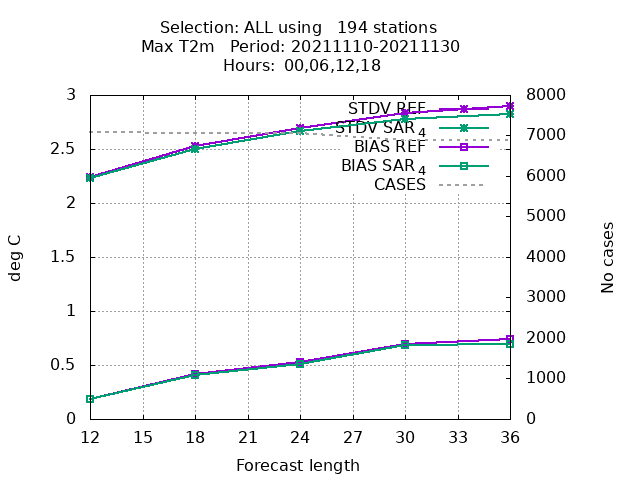 Selection: ALL using   194 stations
Max T2m   Period: 20211110-20211130
Hours: 00,06,12,18
3
2.5
2
1.5
1
0.5
0
8000
7000
6000
5000
4000
3000
2000
1000
0
12 15 18 21 24 27 30 33 36
deg C
No cases
Forecast length
STDV REF
STDV SAR 4
BIAS REF
BIAS SAR 4
CASES